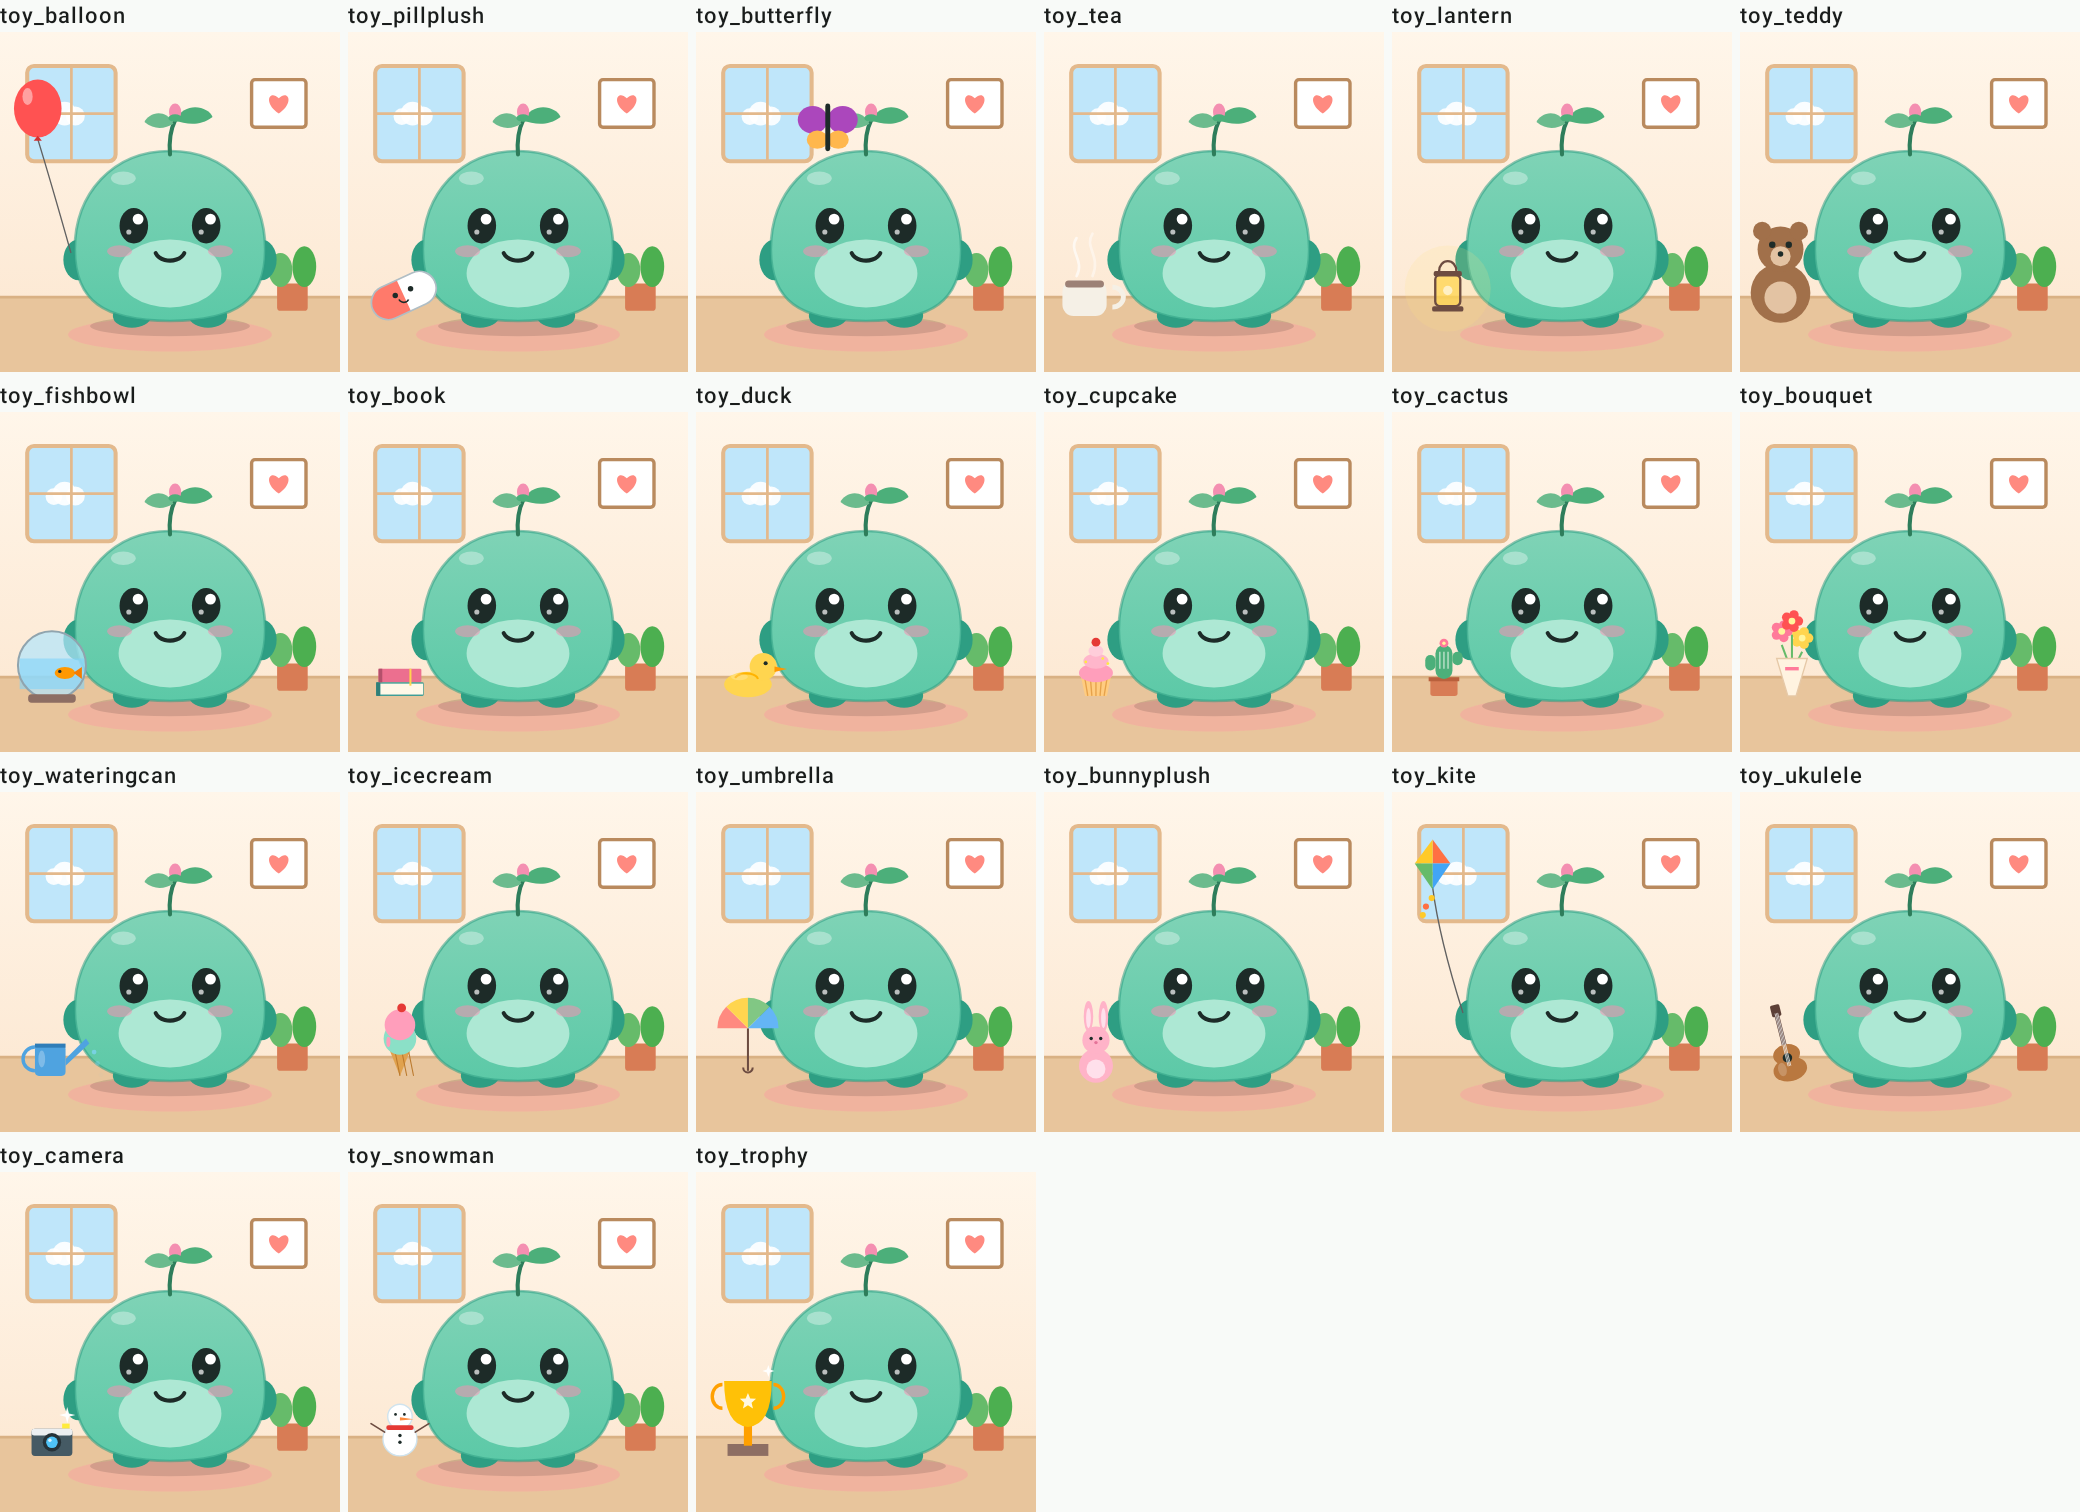 toy_balloon
toy_pillplush
toy_butterfly
toy_tea
toy_lantern
toy_teddy
toy_fishbowl
toy_book
toy_duck
toy_cupcake
toy_cactus
toy_bouquet
toy_wateringcan
toy_icecream
toy_umbrella
toy_bunnyplush
toy_kite
toy_ukulele
toy_camera
toy_snowman
toy_trophy